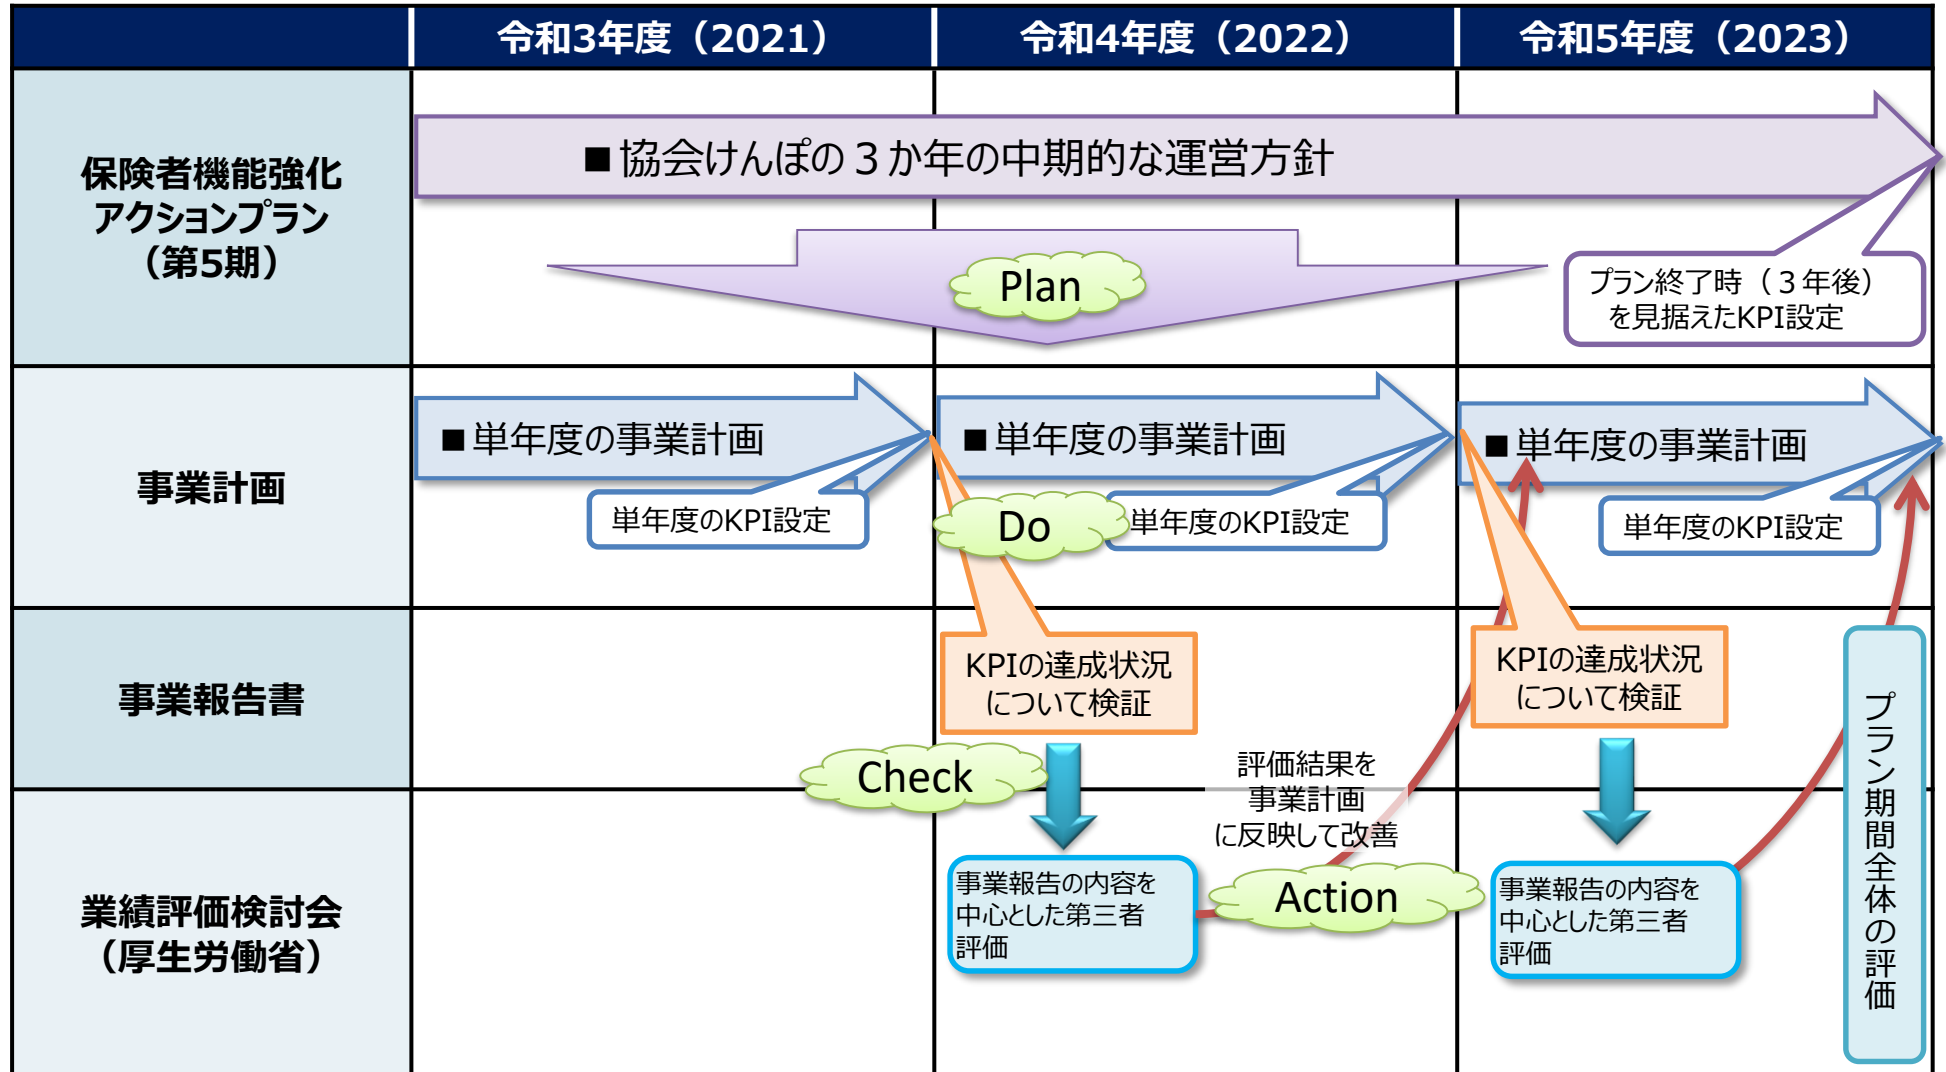 令和3年度（2021）
令和4年度（2022）
令和5年度（2023）
保険者機能強化
アクションプラン
（第5期）
■協会けんぽの３か年の中期的な運営方針
Plan
プラン終了時（３年後）
を見据えたKPI設定
事業計画
■単年度の事業計画
単年度のKPI設定
■単年度の事業計画
Do
単年度のKPI設定
■単年度の事業計画
単年度のKPI設定
事業報告書
KPIの達成状況
について検証
KPIの達成状況
について検証
Check
評価結果を
事業計画
に反映して改善
Action
業績評価検討会
（厚生労働省）
事業報告の内容を
中心とした第三者
評価
事業報告の内容を
中心とした第三者
評価
プラン期間全体の評価